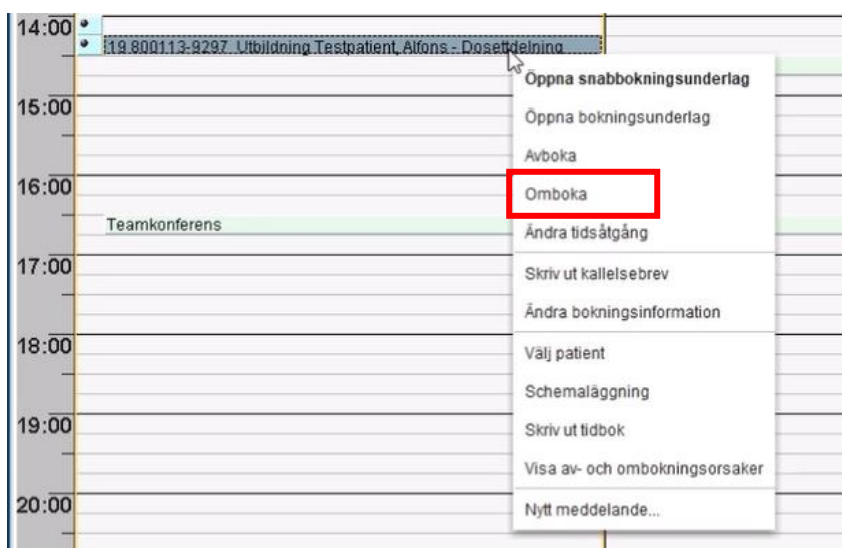 14:00
19 800113-9297 Utbildning Testpatient, Alfons - Dosettdelning
Öppna snabbokningsunderlag
15:00
Öppna bokningsunderlag
Avboka
16:00
Omboka
Teamkonferens
Ändra tidsåtgång
17:00
Skriv ut kallelsebrev
Ändra bokningsinformation
18:00
Välj patient
Schemaläggning
19:00
Skriv ut tidbok
Visa av- och ombokningsorsaker
20:00
Nytt meddelande...